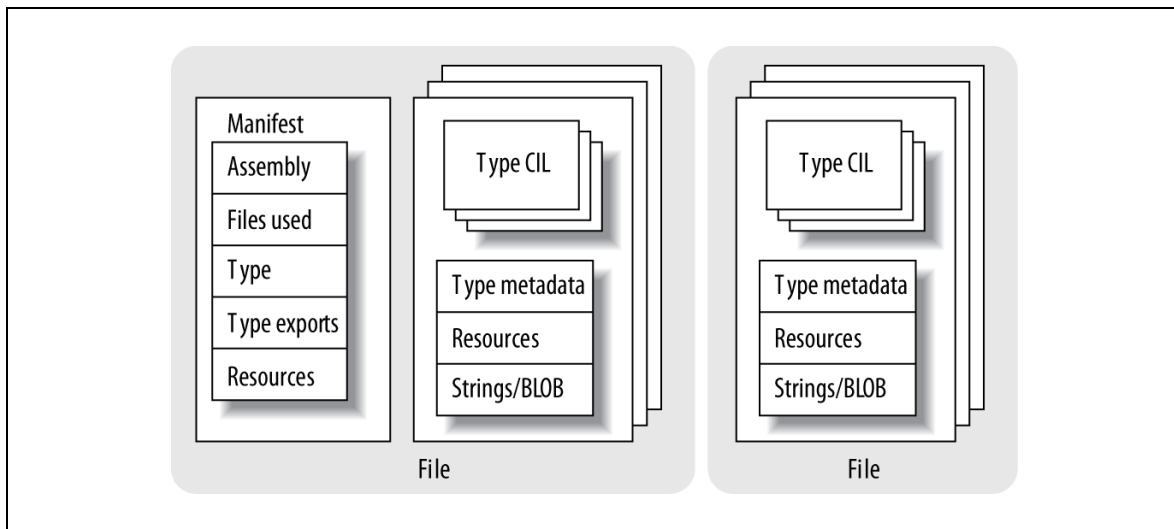 Manifest
Assembly
Files used
Type
Type exports
Resources
Type CIL
Type metadata
Resources
Strings/BLOB
File
Type CIL
Type metadata
Resources
Strings/BLOB
File